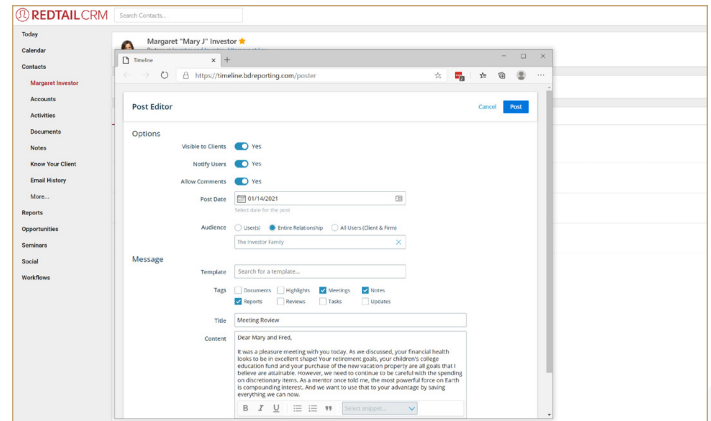 REDTAILCRM
Search Contacts...
Today
Calendar
Contacts
Margaret Investor
Accounts
Activities
Documents
Notes
Know Your Client
Email History
More...
Reports
Opportunities
Seminars
Social
Workflows
Margaret "Mary J" Investor
Timeline
https://timeline.bdreporting.com/poster
Post Editor
Cancel
Post
Options
Visible to Clients Yes
Notify Users Yes
Allow Comments Yes
Post Date 01/14/2021
Select date for the post
Audience User(s) Entire Relationship All Users (Client & Firm)
The Investor Family
Message
Template Search for a template...
Tags Documents Highlights Meetings Notes
Reports Reviews Tasks Updates
Title Meeting Review
Content Dear Mary and Fred,
It was a pleasure meeting with you today. As we discussed, your financial health
looks to be in excellent shape! Your retirement goals, your children's college
education fund and your purchase of the new vacation property are all goals that I
believe are attainable. However, we need to continue to be careful with the spending
on discretionary items. As a mentor once told me, the most powerful force on Earth
is compounding interest. And we want to use that to your advantage by saving
everything we can now.
B I U
Select snippet...